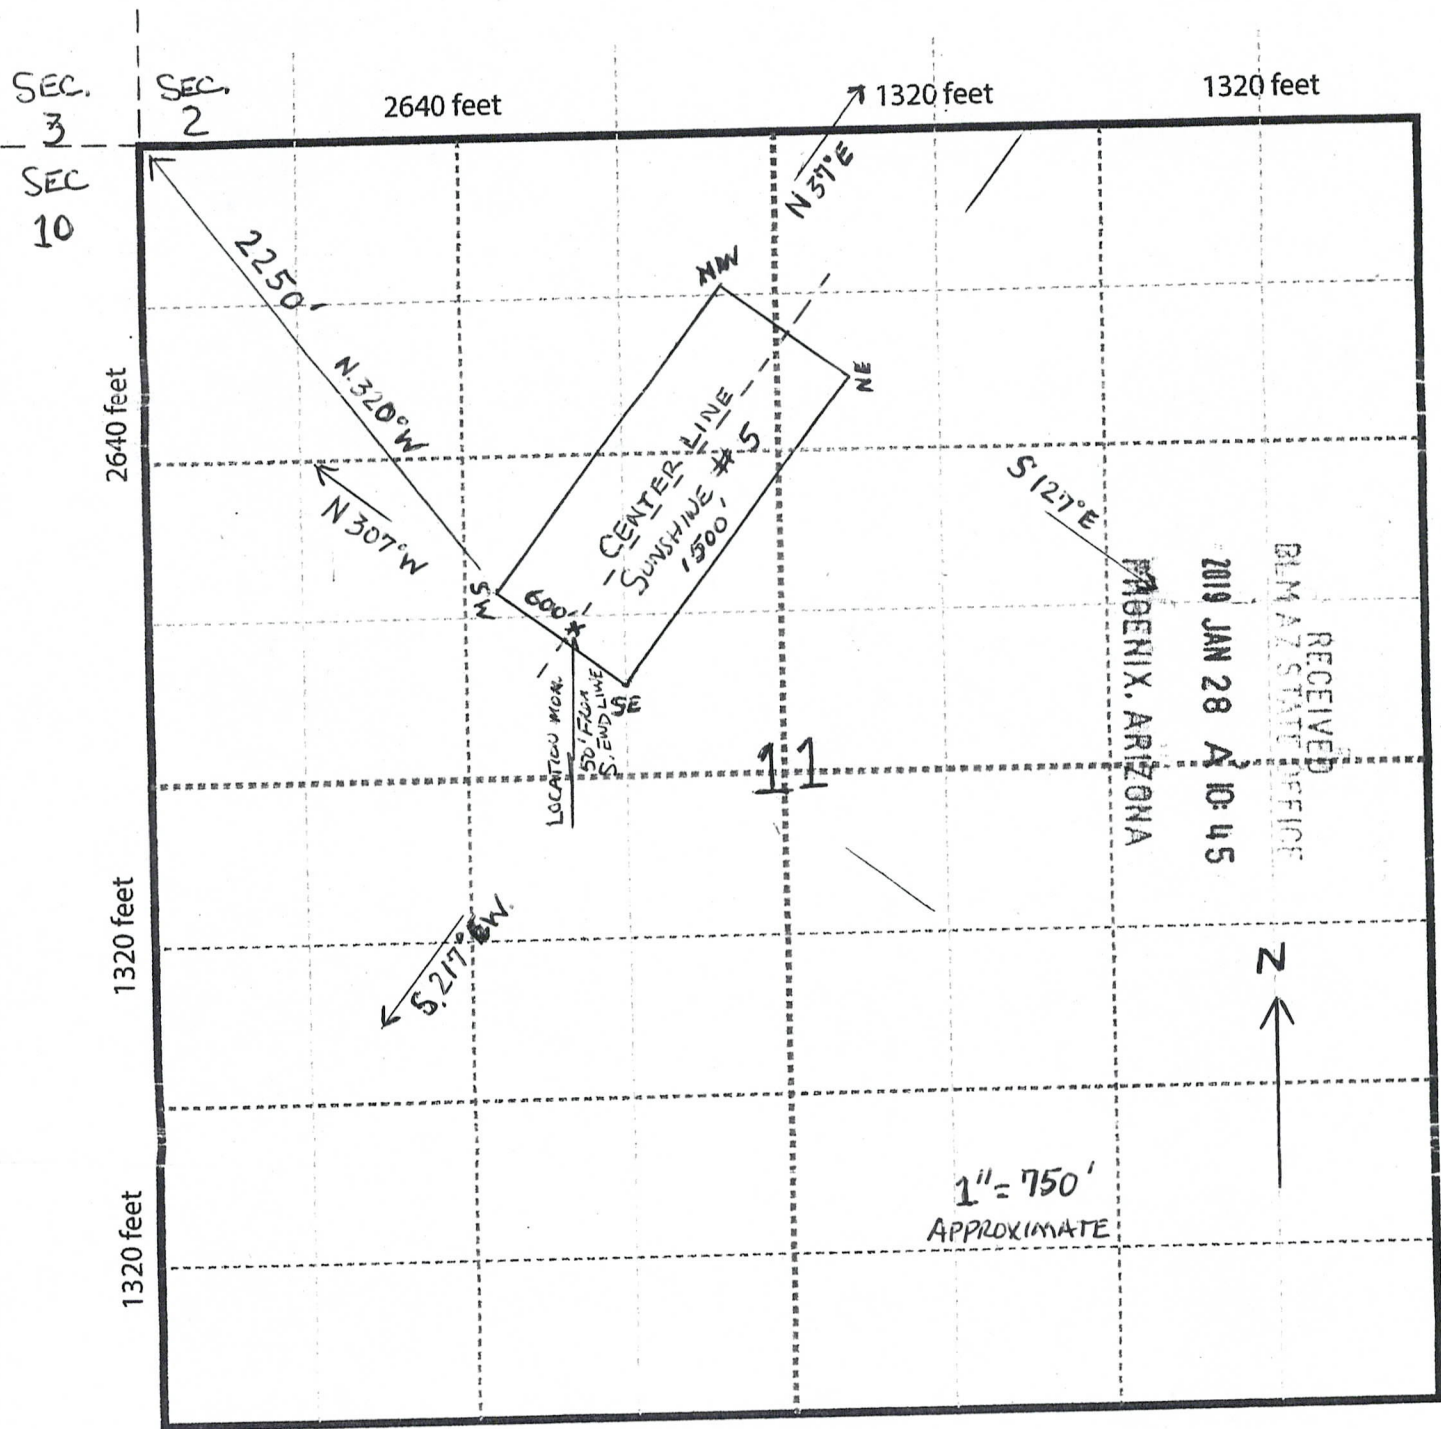 SEC.
3
SEC.
2
2640 feet
1320 feet
1320 feet
SEC
10
N 37°E
2250'
NW
N. 320°W
NE
2640 feet
CENTER LINE
SUNSHINE # 5
1500'
N 307°W
S 127°E
SW
600'
SE
LOCATION MON.
50' FROM
S. END LINE
RECEIVED
BLM AZ STATE OFFICE
2019 JAN 28 A 10:45
PHOENIX, ARIZONA
11
1320 feet
S. 217° W.
N
1" = 750'
APPROXIMATE
1320 feet